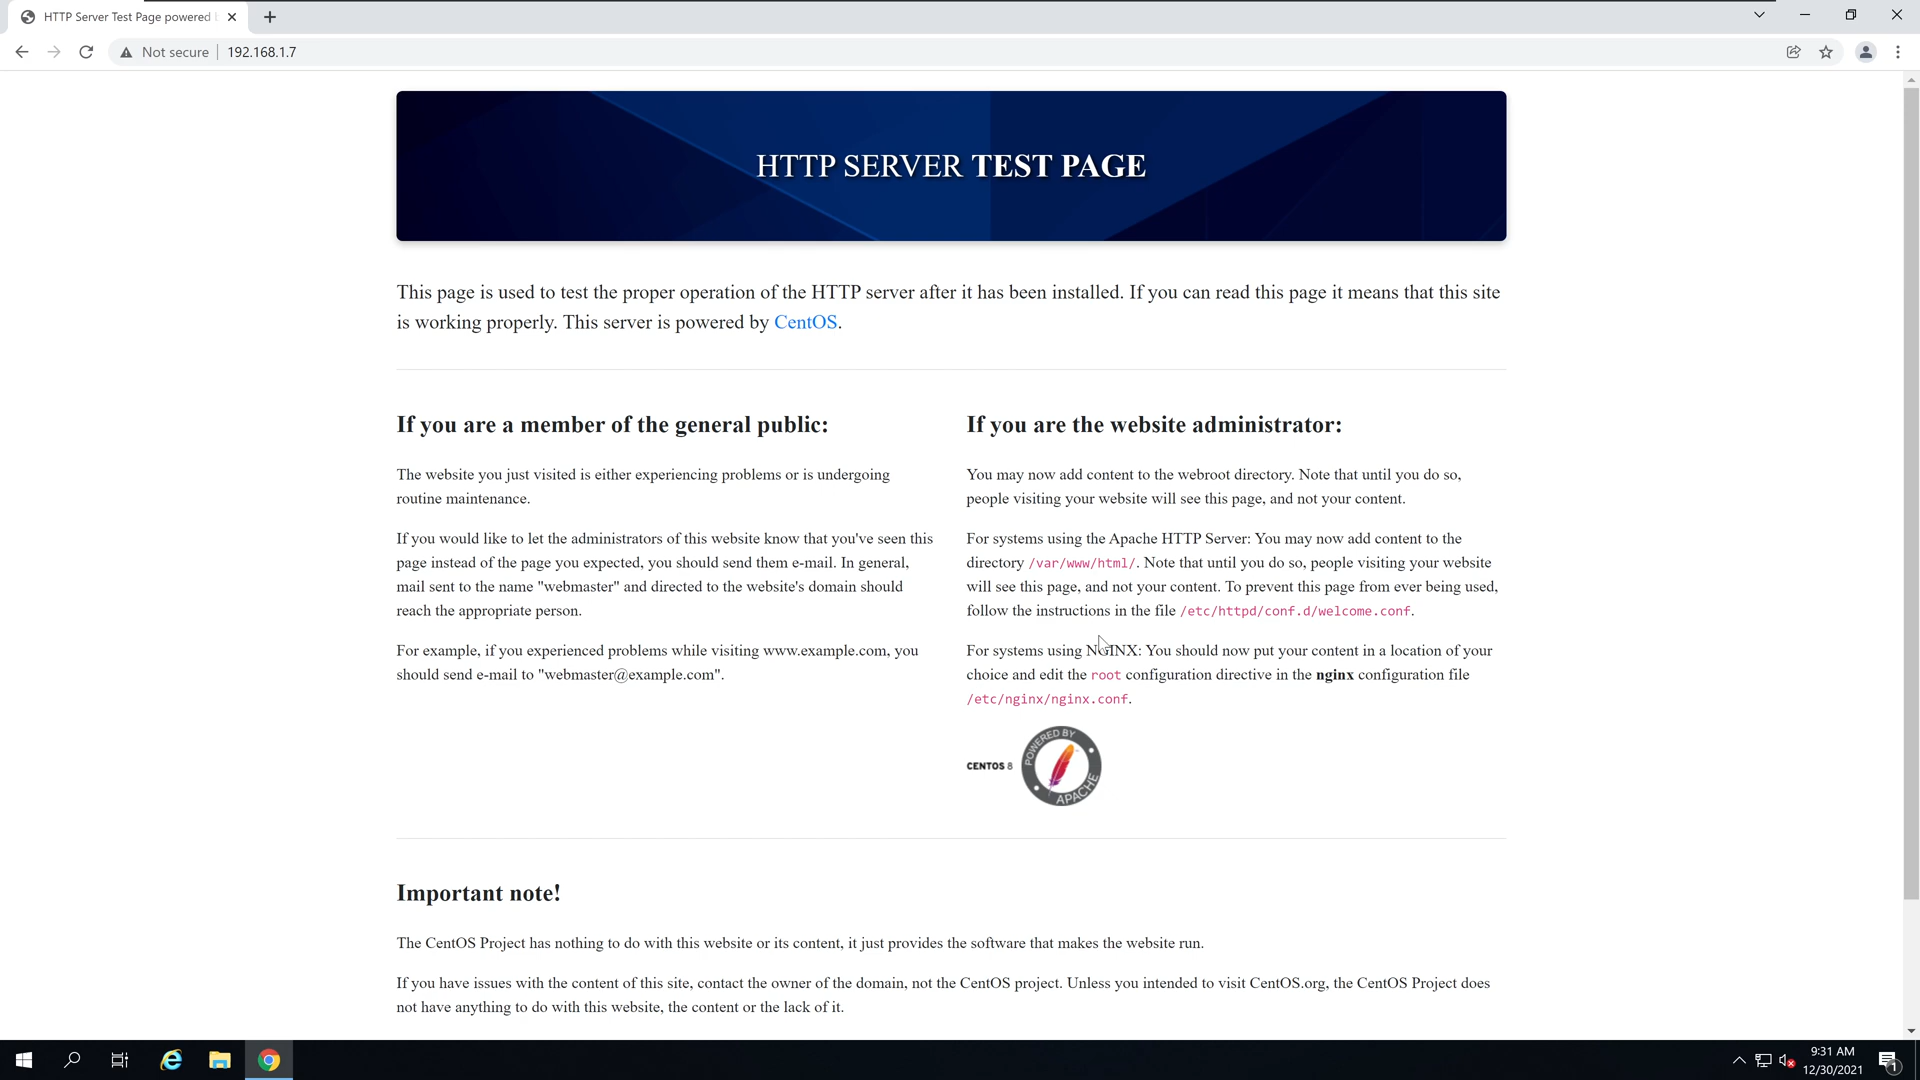 HTTP Server Test Page powered
Not secure
192.168.1.7
HTTP SERVER TEST PAGE
This page is used to test the proper operation of the HTTP server after it has been installed. If you can read this page it means that this site
is working properly. This server is powered by CentOS.
If you are a member of the general public:
The website you just visited is either experiencing problems or is undergoing
routine maintenance.
If you would like to let the administrators of this website know that you've seen this
page instead of the page you expected, you should send them e-mail. In general,
mail sent to the name "webmaster" and directed to the website's domain should
reach the appropriate person.
For example, if you experienced problems while visiting www.example.com, you
should send e-mail to "webmaster@example.com".
If you are the website administrator:
You may now add content to the webroot directory. Note that until you do so,
people visiting your website will see this page, and not your content.
For systems using the Apache HTTP Server: You may now add content to the
directory /var/www/html/. Note that until you do so, people visiting your website
will see this page, and not your content. To prevent this page from ever being used,
follow the instructions in the file /etc/httpd/conf.d/welcome.conf.
For systems using NGINX: You should now put your content in a location of your
choice and edit the root configuration directive in the nginx configuration file
/etc/nginx/nginx.conf.
CENTOS 8
POWERED BY
APACHE
Important note!
The CentOS Project has nothing to do with this website or its content, it just provides the software that makes the website run.
If you have issues with the content of this site, contact the owner of the domain, not the CentOS project. Unless you intended to visit CentOS.org, the CentOS Project does
not have anything to do with this website, the content or the lack of it.
9:31 AM
12/30/2021
1